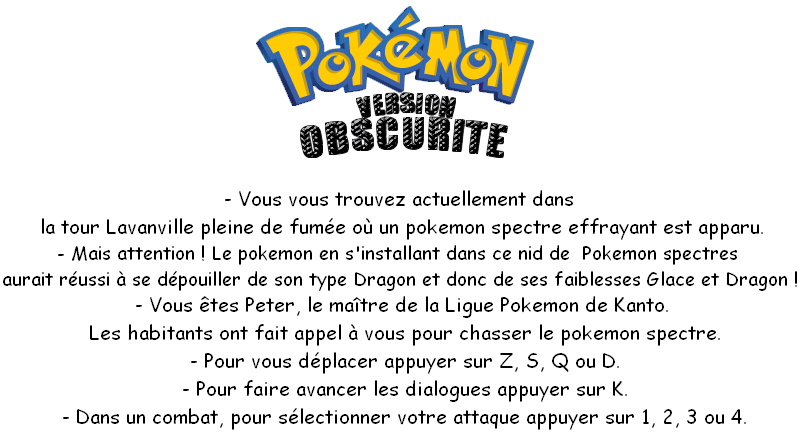 POKéMON
VERSION
OBSCURITE
- Vous vous trouvez actuellement dans
la tour Lavanville pleine de fumée où un pokemon spectre effrayant est apparu.
- Mais attention ! Le pokemon en s'installant dans ce nid de  Pokemon spectres
aurait réussi à se dépouiller de son type Dragon et donc de ses faiblesses Glace et Dragon !
- Vous êtes Peter, le maître de la Ligue Pokemon de Kanto.
Les habitants ont fait appel à vous pour chasser le pokemon spectre.
- Pour vous déplacer appuyer sur Z, S, Q ou D.
- Pour faire avancer les dialogues appuyer sur K.
- Dans un combat, pour sélectionner votre attaque appuyer sur 1, 2, 3 ou 4.